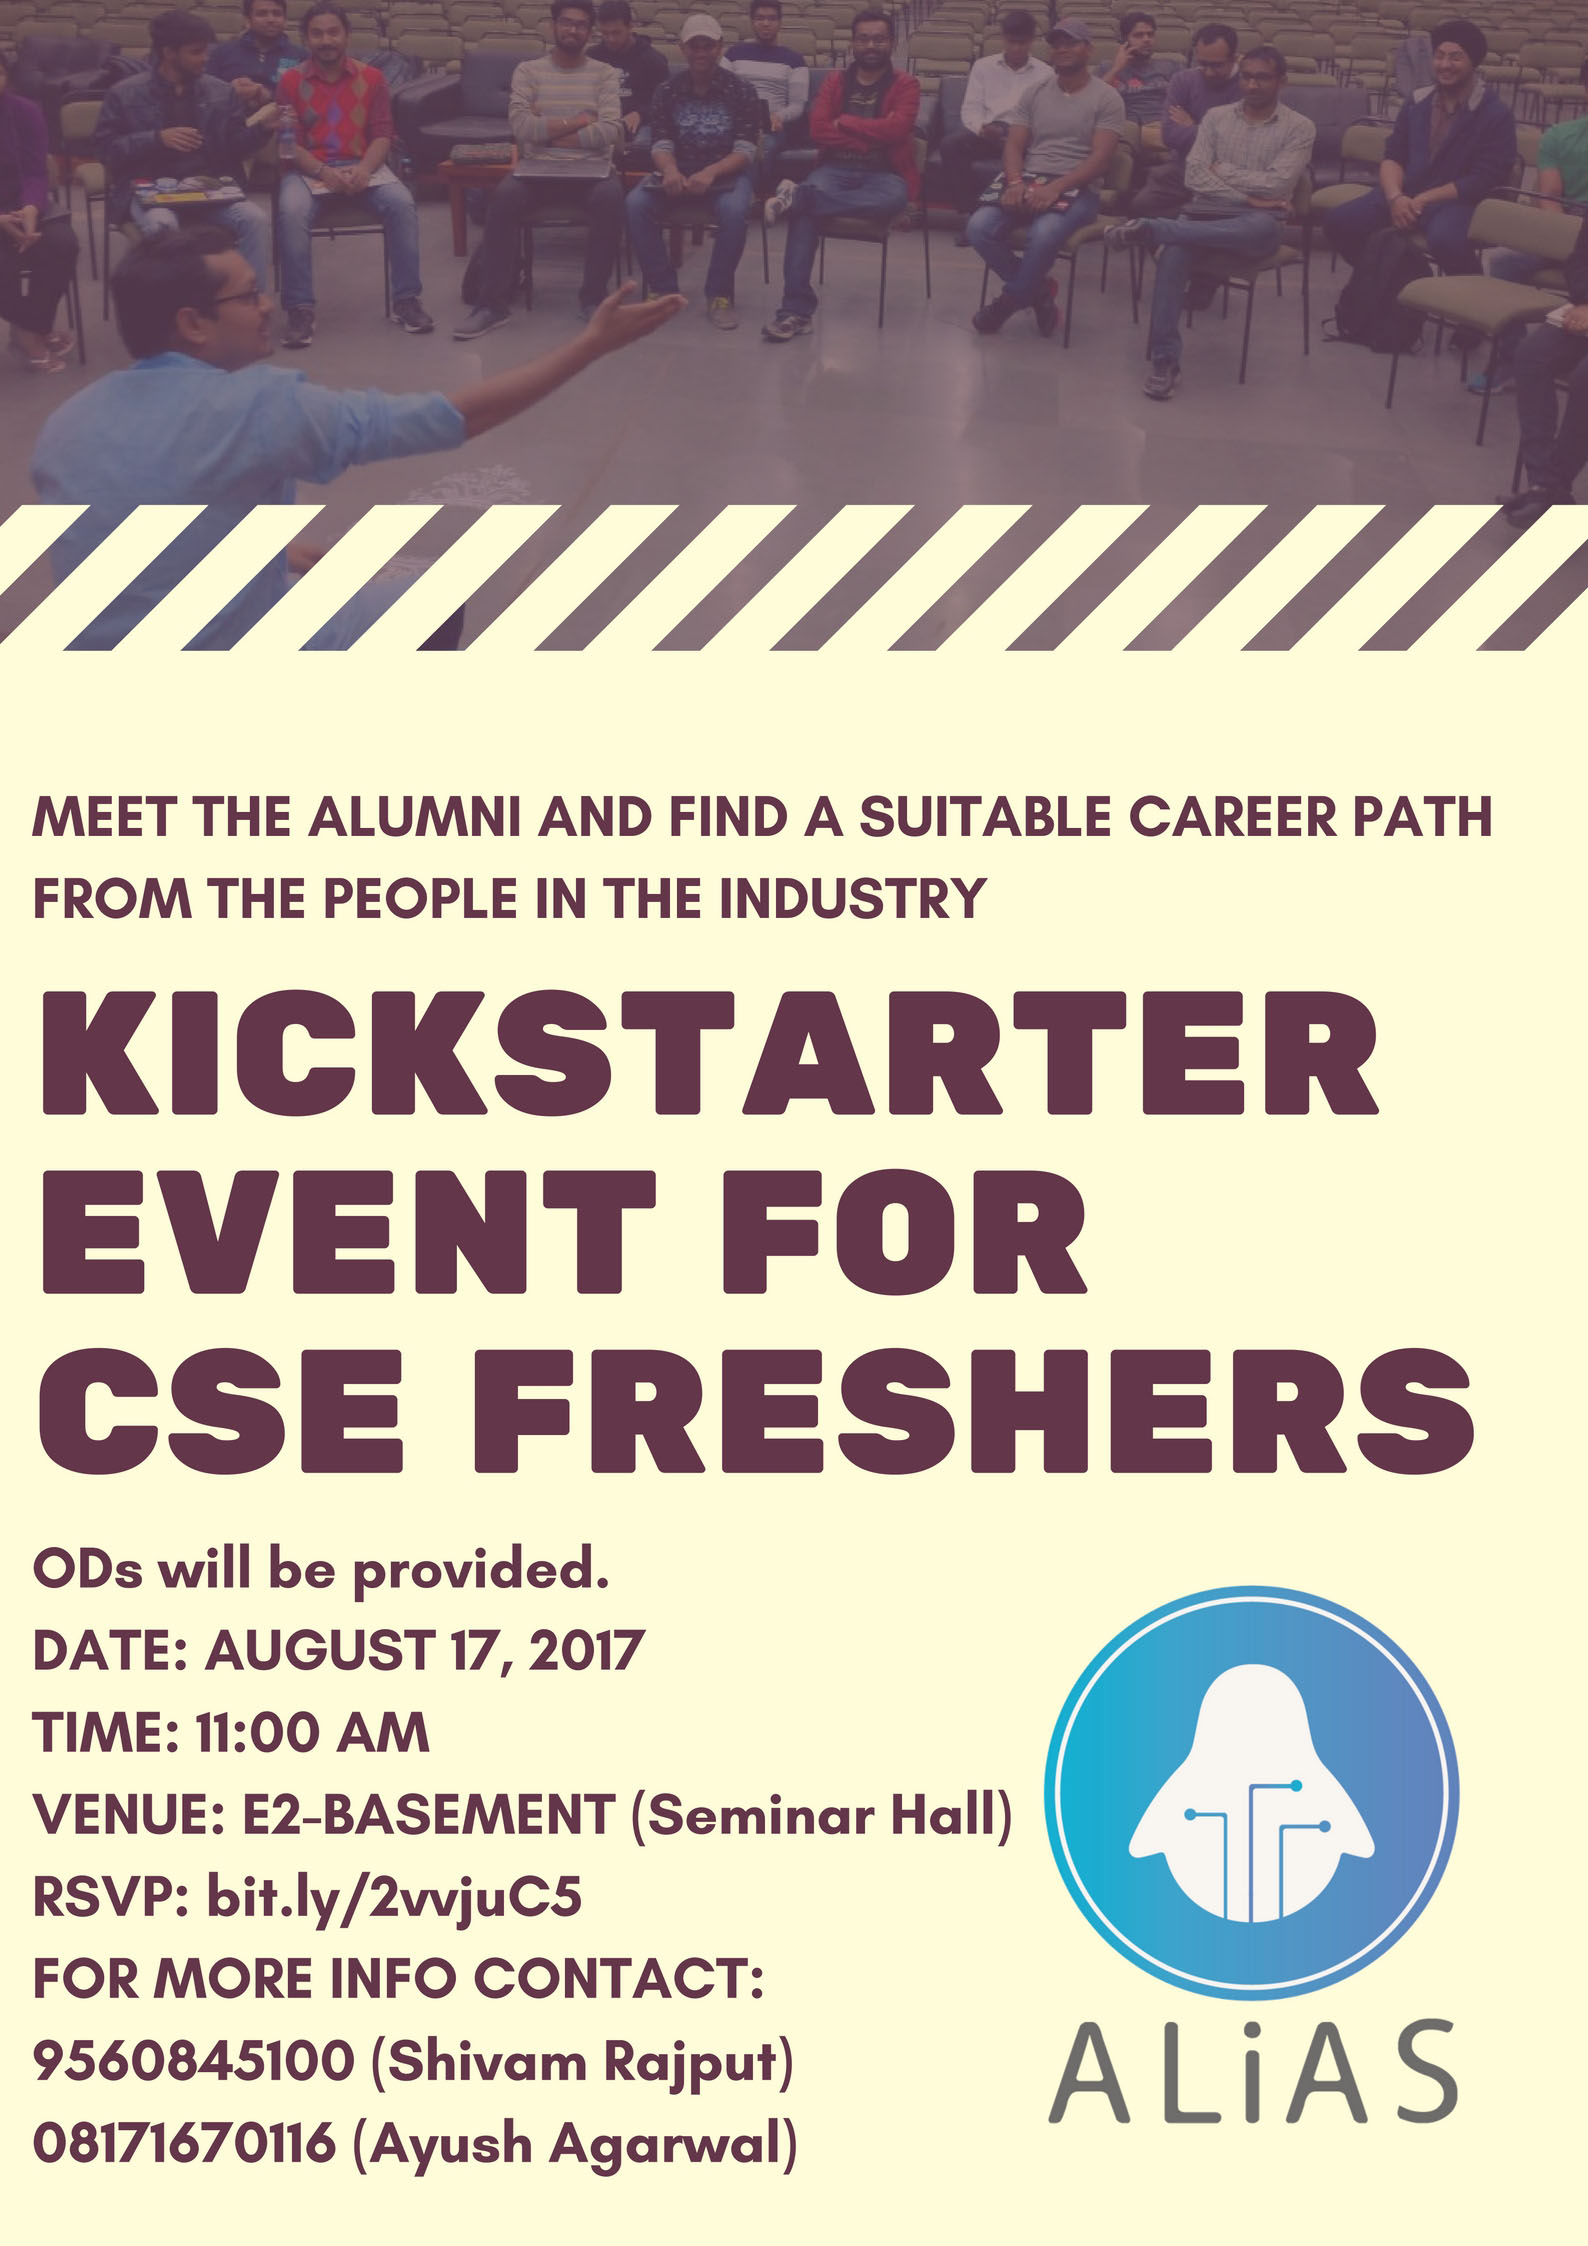 MEET THE ALUMNI AND FIND A SUITABLE CAREER PATH
FROM THE PEOPLE IN THE INDUSTRY
KICKSTARTER
EVENT FOR
CSE FRESHERS
ODs will be provided.
DATE: AUGUST 17, 2017
TIME: 11:00 AM
VENUE: E2-BASEMENT (Seminar Hall)
RSVP: bit.ly/2vvjuC5
FOR MORE INFO CONTACT:
9560845100 (Shivam Rajput)
08171670116 (Ayush Agarwal)
ALiAS